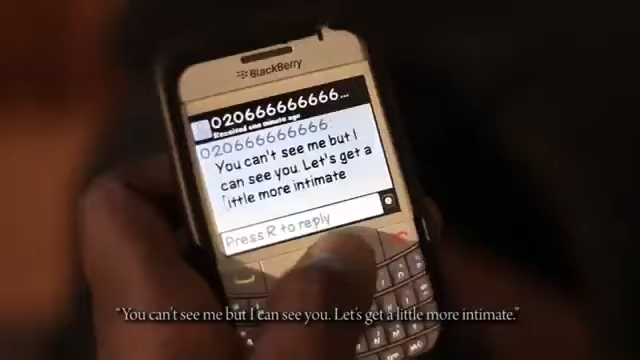 BlackBerry
020666666666...
Received one minute ago
020666666666:
You can't see me but I
can see you. Let's get a
little more intimate
Press R to reply
"You can't see me but I can see you. Let's get a little more intimate."